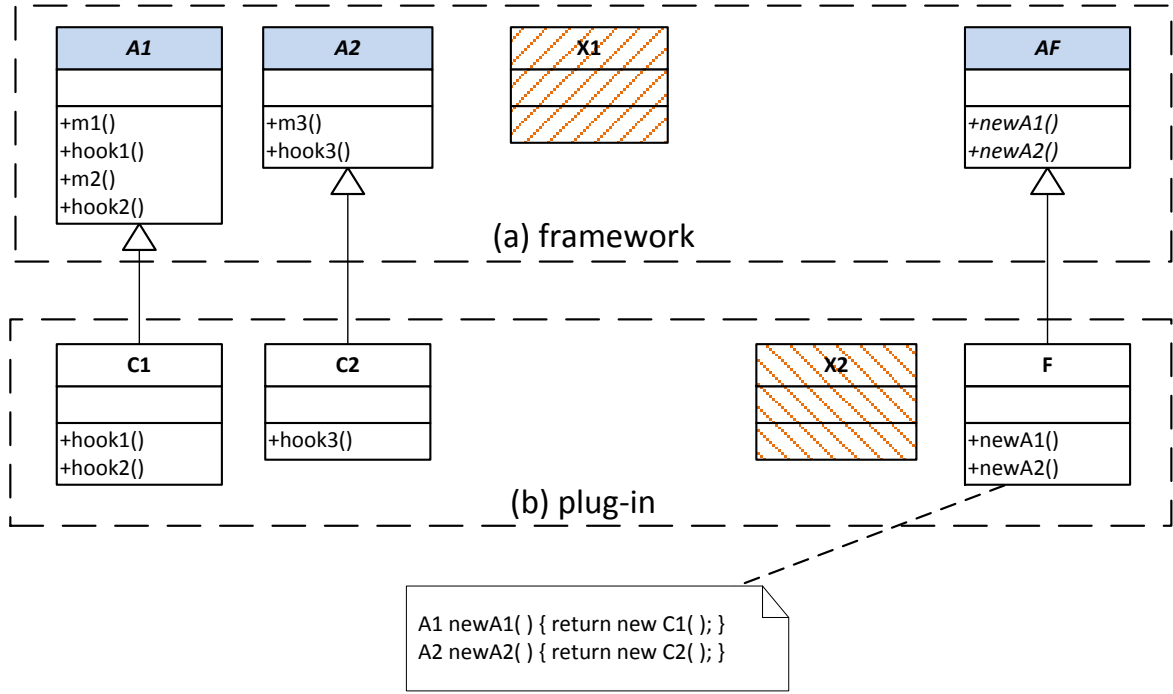 A1
+m1()
+hook1()
+m2()
+hook2()
A2
+m3()
+hook3()
X1
AF
+newA1()
+newA2()
(a) framework
C1
+hook1()
+hook2()
C2
+hook3()
X2
F
+newA1()
+newA2()
(b) plug-in
A1 newA1( ) { return new C1( ); }
A2 newA2( ) { return new C2( ); }